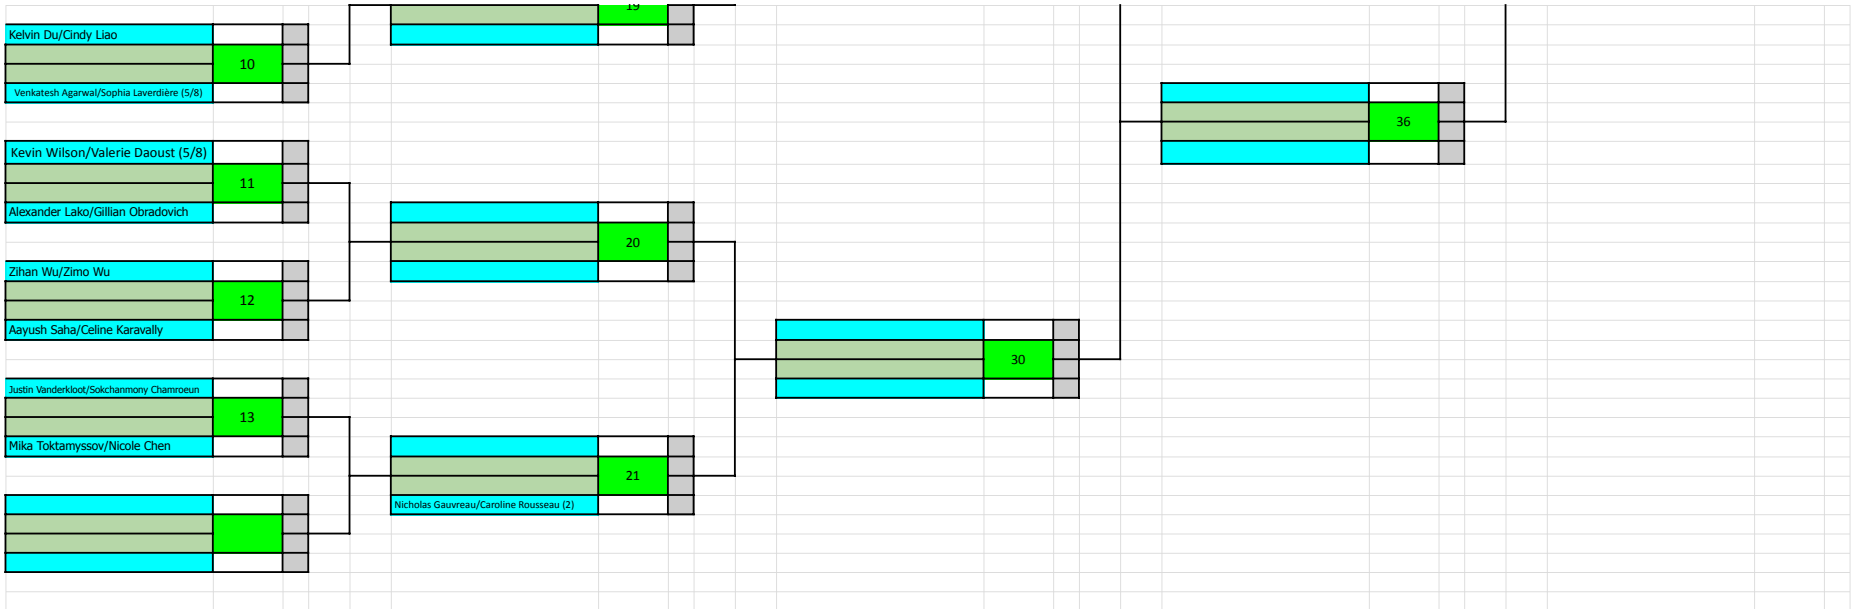 19
Kelvin Du/Cindy Liao
10
Venkatesh Agarwal/Sophia Laverdière (5/8)
36
Kevin Wilson/Valerie Daoust (5/8)
11
Alexander Lako/Gillian Obradovich
20
Zihan Wu/Zimo Wu
12
Aayush Saha/Celine Karavally
30
Justin Vanderkloot/Sokchanmony Chamroeun
13
Mika Toktamyssov/Nicole Chen
21
Nicholas Gauvreau/Caroline Rousseau (2)